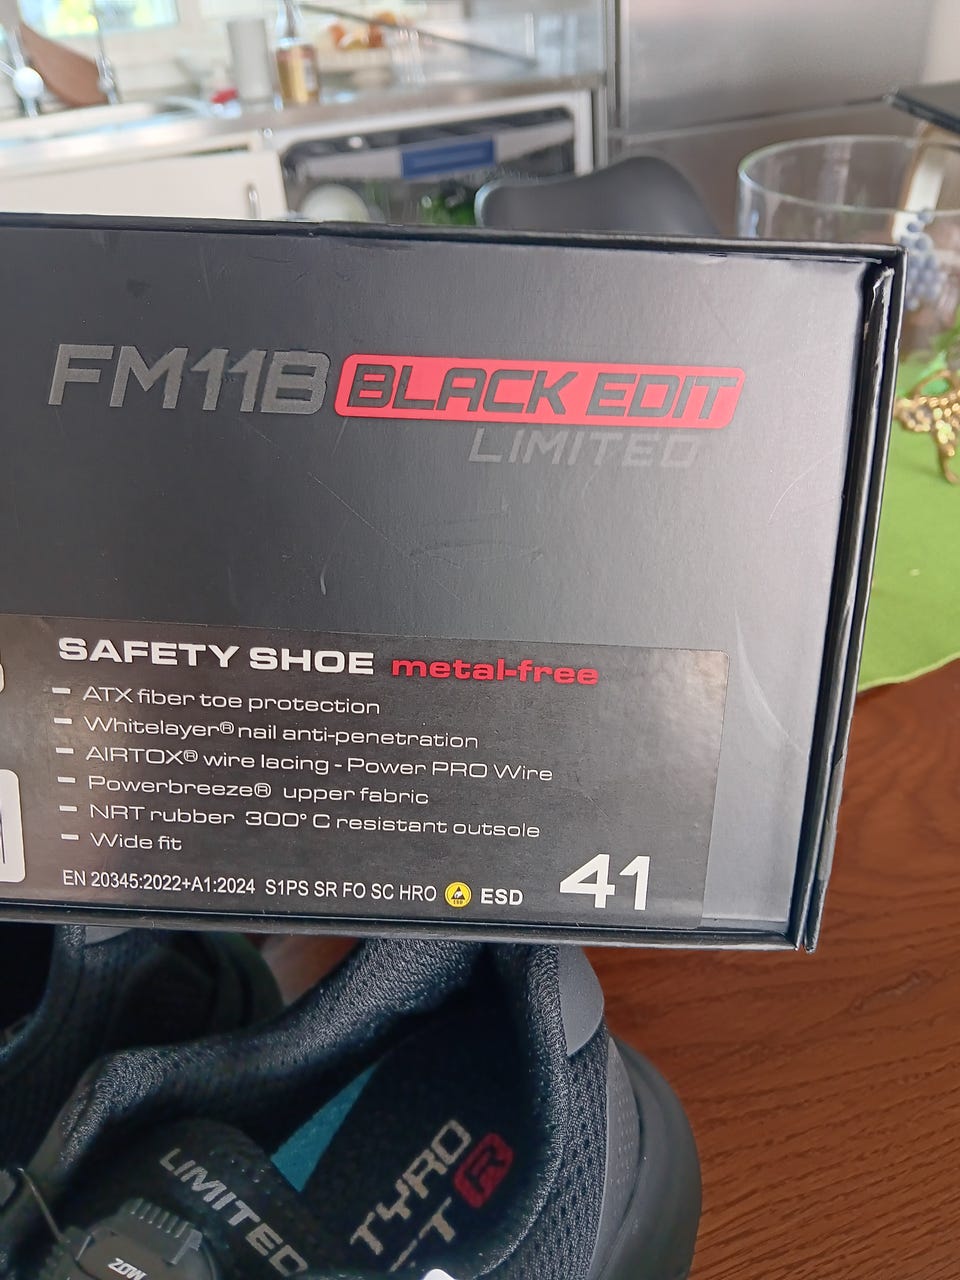 FM11B BLACK EDIT
LIMITED
SAFETY SHOE metal-free
- ATX fiber toe protection
- Whitelayer® nail anti-penetration
- AIRTOX® wire lacing - Power PRO Wire
- Powerbreeze® upper fabric
- NRT rubber 300° C resistant outsole
- Wide fit
EN 20345:2022+A1:2024 S1PS SR FO SC HRO ESD
41
LIMITED
TYRO